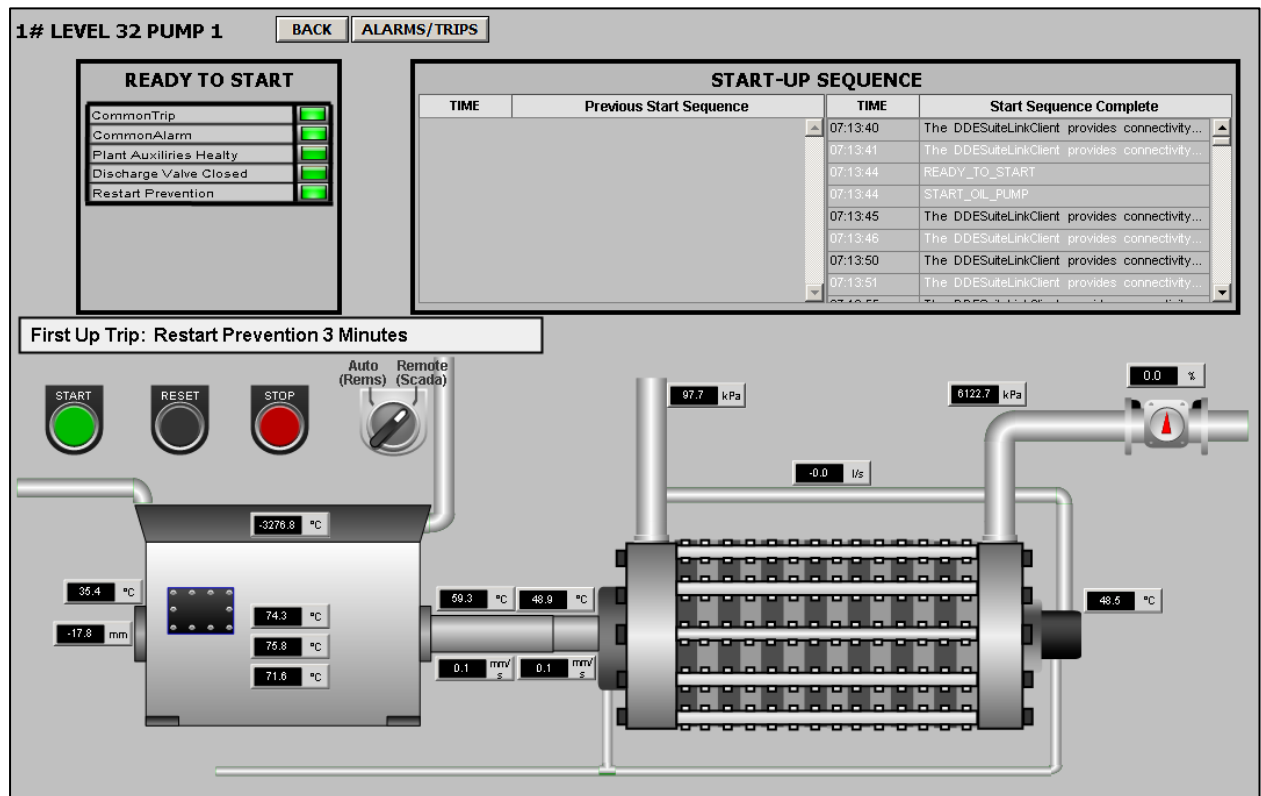 1# LEVEL 32 PUMP 1 BACK ALARMS/TRIPS
READY TO START
CommonTrip
CommonAlarm
Plant Auxiliries Healty
Discharge Valve Closed
Restart Prevention
START-UP SEQUENCE
TIME Previous Start Sequence TIME Start Sequence Complete
07:13:40 The DDESuiteLinkClient provides connectivity...
07:13:41 The DDESuiteLinkClient provides connectivity...
07:13:44 READY_TO_START
07:13:44 START_OIL_PUMP
07:13:45 The DDESuiteLinkClient provides connectivity...
07:13:46 The DDESuiteLinkClient provides connectivity...
07:13:50 The DDESuiteLinkClient provides connectivity...
07:13:51 The DDESuiteLinkClient provides connectivity...
First Up Trip: Restart Prevention 3 Minutes
START RESET STOP
Auto Remote
(Rems) (Scada)
97.7 kPa
6122.7 kPa
0.0 %
-0.0 l/s
-3276.8 °C
35.4 °C
-17.8 mm
74.3 °C
75.8 °C
71.6 °C
59.3 °C 48.9 °C
0.1 mm/s 0.1 mm/s
48.5 °C